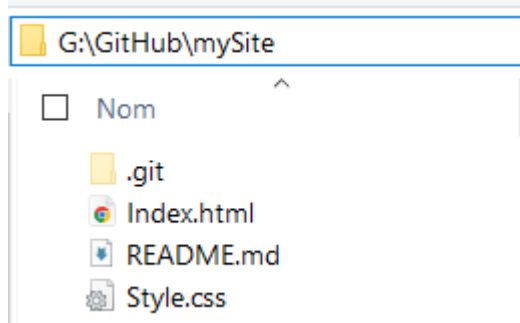 G:\GitHub\mySite
Nom
.git
Index.html
README.md
Style.css